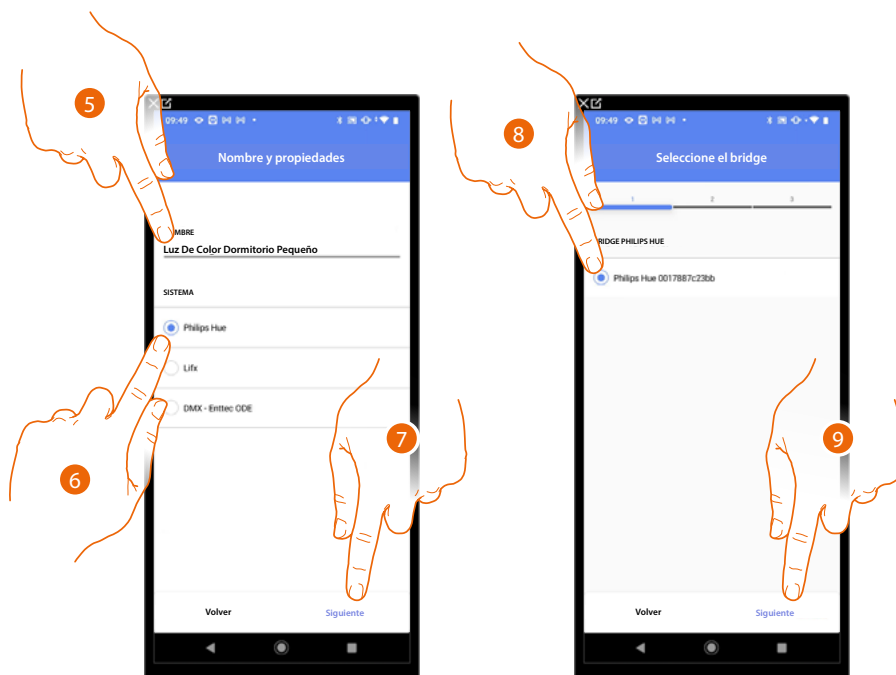 5
09:49
Nombre y propiedades
MBRE
Luz De Color Dormitorio Pequeño
SISTEMA
Philips Hue
Lifx
DMX - Enttec ODE
6
7
Volver
Siguiente
8
09:49
Seleccione el bridge
1
2
3
RIDGE PHILIPS HUE
Philips Hue 0017887c23bb
9
Volver
Siguiente